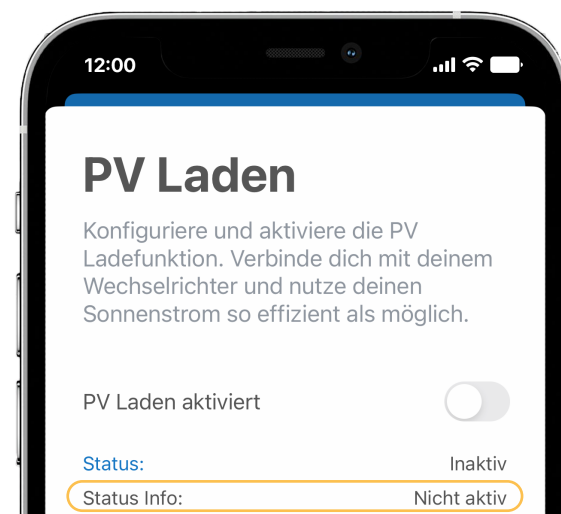 12:00
PV Laden
Konfiguriere und aktiviere die PV
Ladefunktion. Verbinde dich mit deinem
Wechselrichter und nutze deinen
Sonnenstrom so effizient als möglich.
PV Laden aktiviert
Status: Inaktiv
Status Info: Nicht aktiv